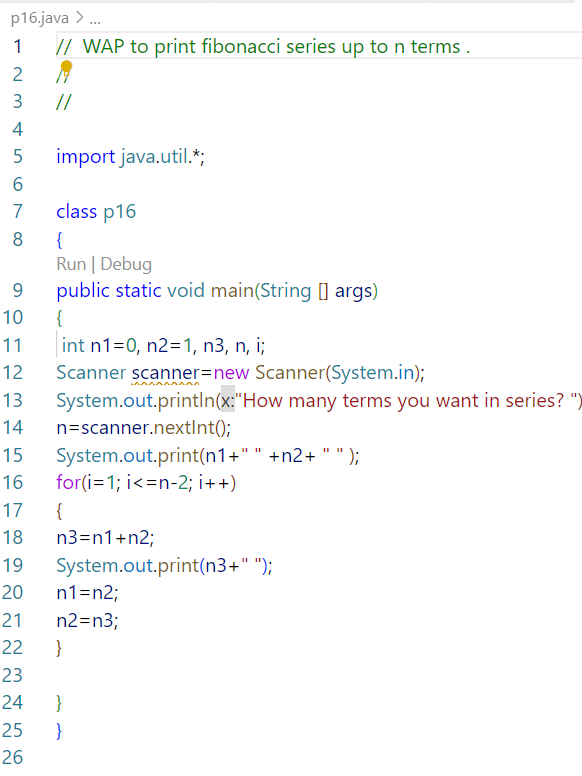 p16.java > ...
1 // WAP to print fibonacci series up to n terms .
2 //
3 //
4
5 import java.util.*;
6
7 class p16
8 {
Run | Debug
9 public static void main(String [] args)
10 {
11 int n1=0, n2=1, n3, n, i;
12 Scanner scanner=new Scanner(System.in);
13 System.out.println(x:"How many terms you want in series? ")
14 n=scanner.nextInt();
15 System.out.print(n1+" " +n2+ " " );
16 for(i=1; i<=n-2; i++)
17 {
18 n3=n1+n2;
19 System.out.print(n3+" ");
20 n1=n2;
21 n2=n3;
22 }
23
24 }
25 }
26